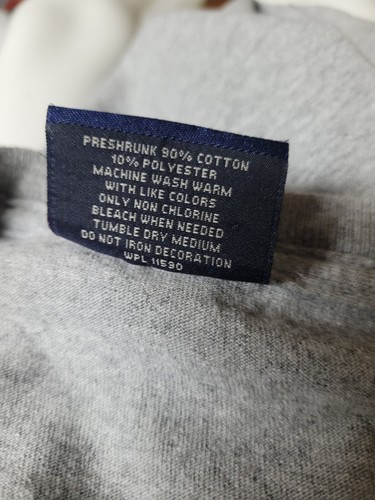 PRESHRUNK 90% COTTON
10% POLYESTER
MACHINE WASH WARM
WITH LIKE COLORS
ONLY NON CHLORINE
BLEACH WHEN NEEDED
TUMBLE DRY MEDIUM
DO NOT IRON DECORATION
WPL 11590